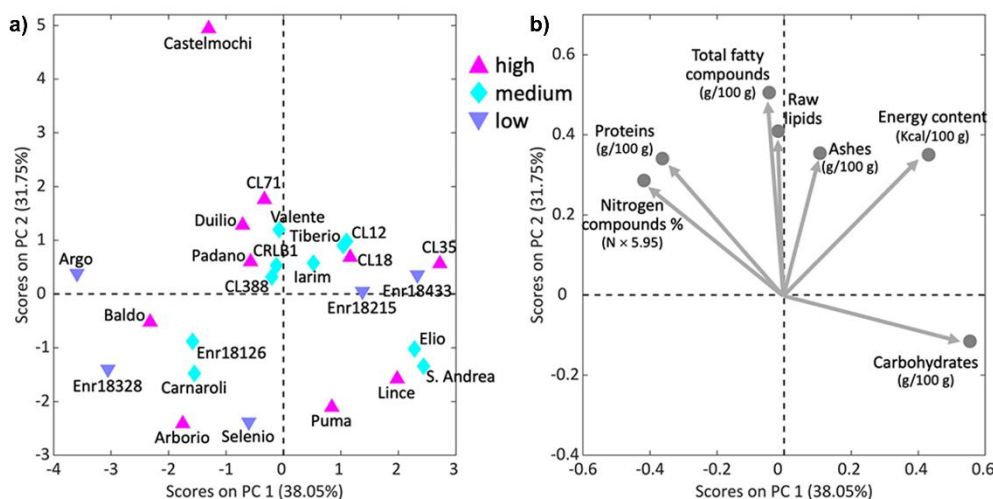 a)
Scores on PC 2 (31.75%)
5
4
3
2
1
0
-1
-2
-3
-4
-3
-2
-1
0
1
2
3
Scores on PC 1 (38.05%)
Castelmochi
CL71
Duilio
Valente
Tiberio
CL12
CL35
Padano
CRLB1
CL18
Argo
CL388
Iarim
Enr18433
Enr18215
Baldo
Enr18126
Elio
Enr18328
Carnaroli
S. Andrea
Lince
Arborio
Selenio
Puma
high
medium
low
b)
Scores on PC 2 (31.75%)
0.6
0.4
0.2
0
-0.2
-0.4
-0.6
-0.4
-0.2
0
0.2
0.4
0.6
Scores on PC 1 (38.05%)
Total fatty
compounds
(g/100 g)
Raw
lipids
Energy content
(Kcal/100 g)
Proteins
(g/100 g)
Ashes
(g/100 g)
Nitrogen
compounds %
(N × 5.95)
Carbohydrates
(g/100 g)